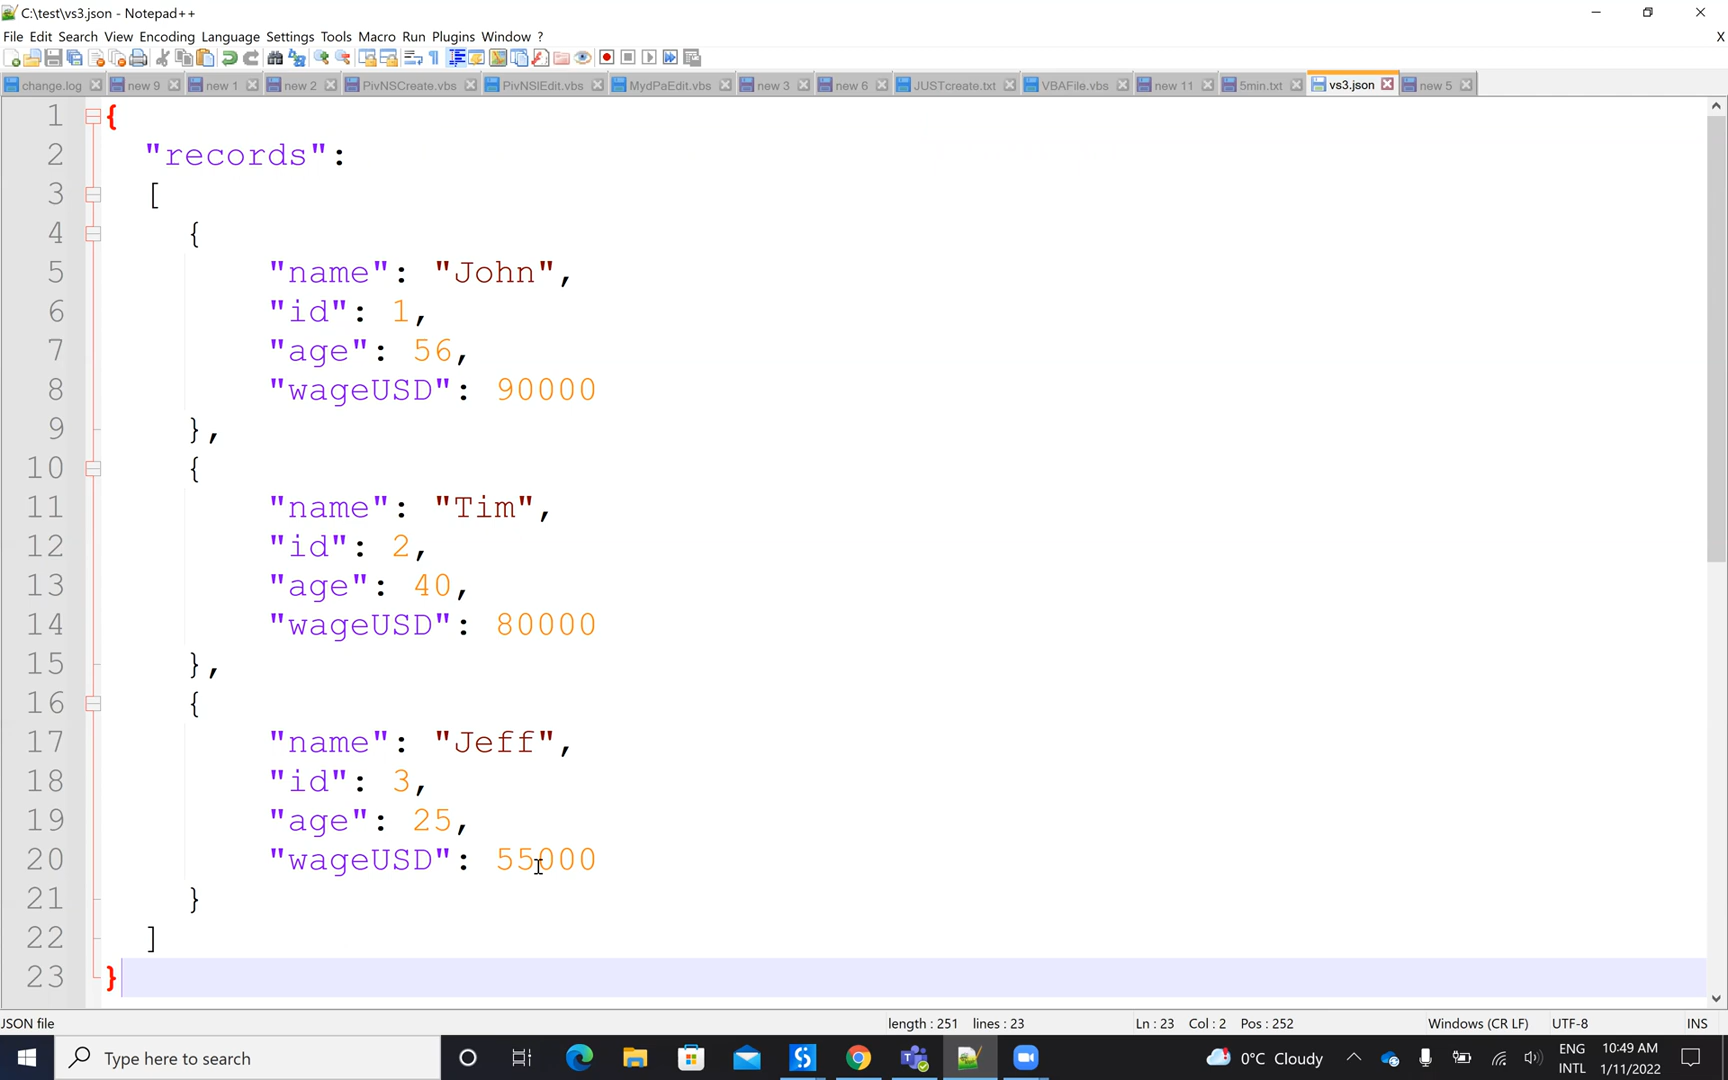 C:\test\vs3.json - Notepad++
File Edit Search View Encoding Language Settings Tools Macro Run Plugins Window ? X
change.log new 9 new 1 new 2 PivNSCreate.vbs PivNSIEdit.vbs MydPaEdit.vbs new 3 new 6 JUSTcreate.txt VBAFile.vbs new 11 5min.txt vs3.json new 5
1 {
2 "records":
3 [
4 {
5 "name": "John",
6 "id": 1,
7 "age": 56,
8 "wageUSD": 90000
9 },
10 {
11 "name": "Tim",
12 "id": 2,
13 "age": 40,
14 "wageUSD": 80000
15 },
16 {
17 "name": "Jeff",
18 "id": 3,
19 "age": 25,
20 "wageUSD": 55000
21 }
22 ]
23 }
JSON file length : 251 lines : 23 Ln : 23 Col : 2 Pos : 252 Windows (CR LF) UTF-8 INS
Type here to search 0°C Cloudy ENG 10:49 AM
INTL 1/11/2022